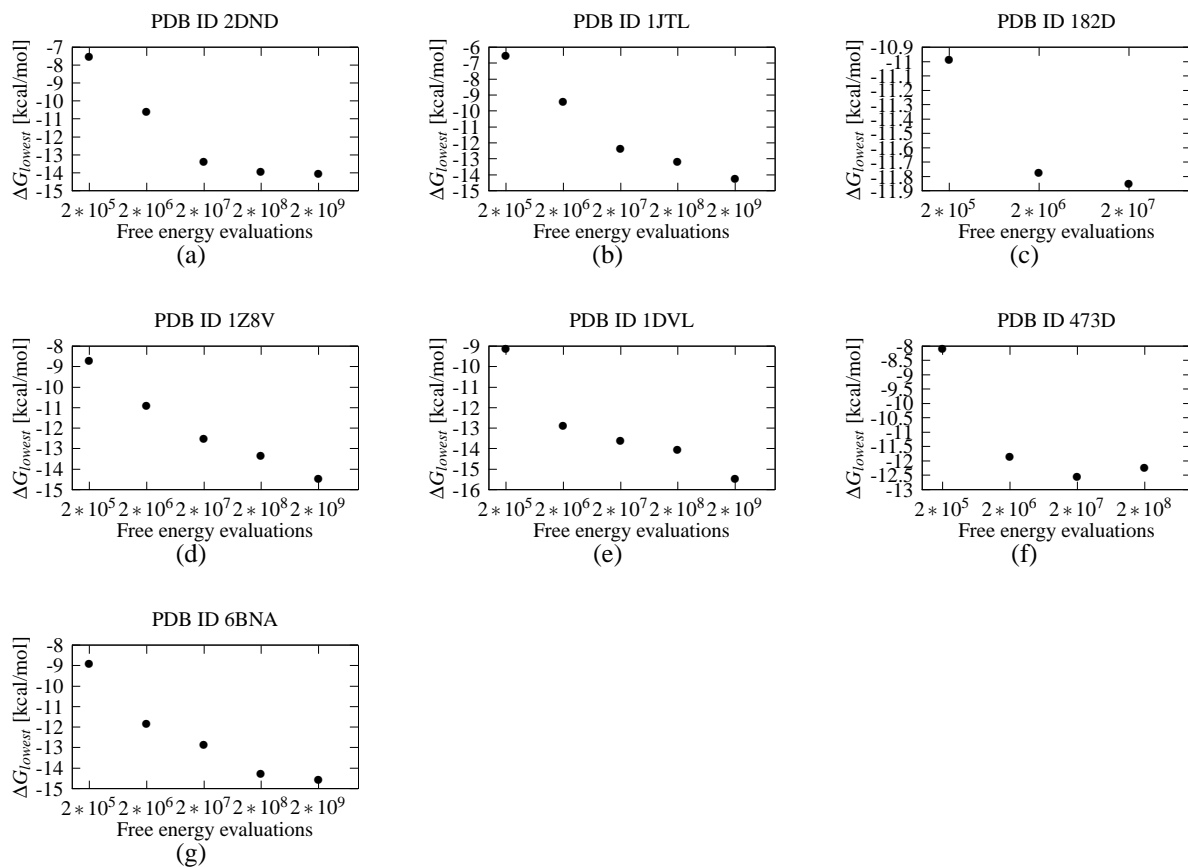 PDB ID 2DND
ΔG_lowest [kcal/mol]
-7
-8
-9
-10
-11
-12
-13
-14
-15
2∗10^5 2∗10^6 2∗10^7 2∗10^8 2∗10^9
Free energy evaluations
(a)
PDB ID 1JTL
ΔG_lowest [kcal/mol]
-6
-7
-8
-9
-10
-11
-12
-13
-14
-15
2∗10^5 2∗10^6 2∗10^7 2∗10^8 2∗10^9
Free energy evaluations
(b)
PDB ID 182D
ΔG_lowest [kcal/mol]
-10.9
-11
-11.1
-11.2
-11.3
-11.4
-11.5
-11.6
-11.7
-11.8
-11.9
2∗10^5 2∗10^6 2∗10^7
Free energy evaluations
(c)
PDB ID 1Z8V
ΔG_lowest [kcal/mol]
-8
-9
-10
-11
-12
-13
-14
-15
2∗10^5 2∗10^6 2∗10^7 2∗10^8 2∗10^9
Free energy evaluations
(d)
PDB ID 1DVL
ΔG_lowest [kcal/mol]
-9
-10
-11
-12
-13
-14
-15
-16
2∗10^5 2∗10^6 2∗10^7 2∗10^8 2∗10^9
Free energy evaluations
(e)
PDB ID 473D
ΔG_lowest [kcal/mol]
-8
-8.5
-9
-9.5
-10
-10.5
-11
-11.5
-12
-12.5
-13
2∗10^5 2∗10^6 2∗10^7 2∗10^8
Free energy evaluations
(f)
PDB ID 6BNA
ΔG_lowest [kcal/mol]
-8
-9
-10
-11
-12
-13
-14
-15
2∗10^5 2∗10^6 2∗10^7 2∗10^8 2∗10^9
Free energy evaluations
(g)